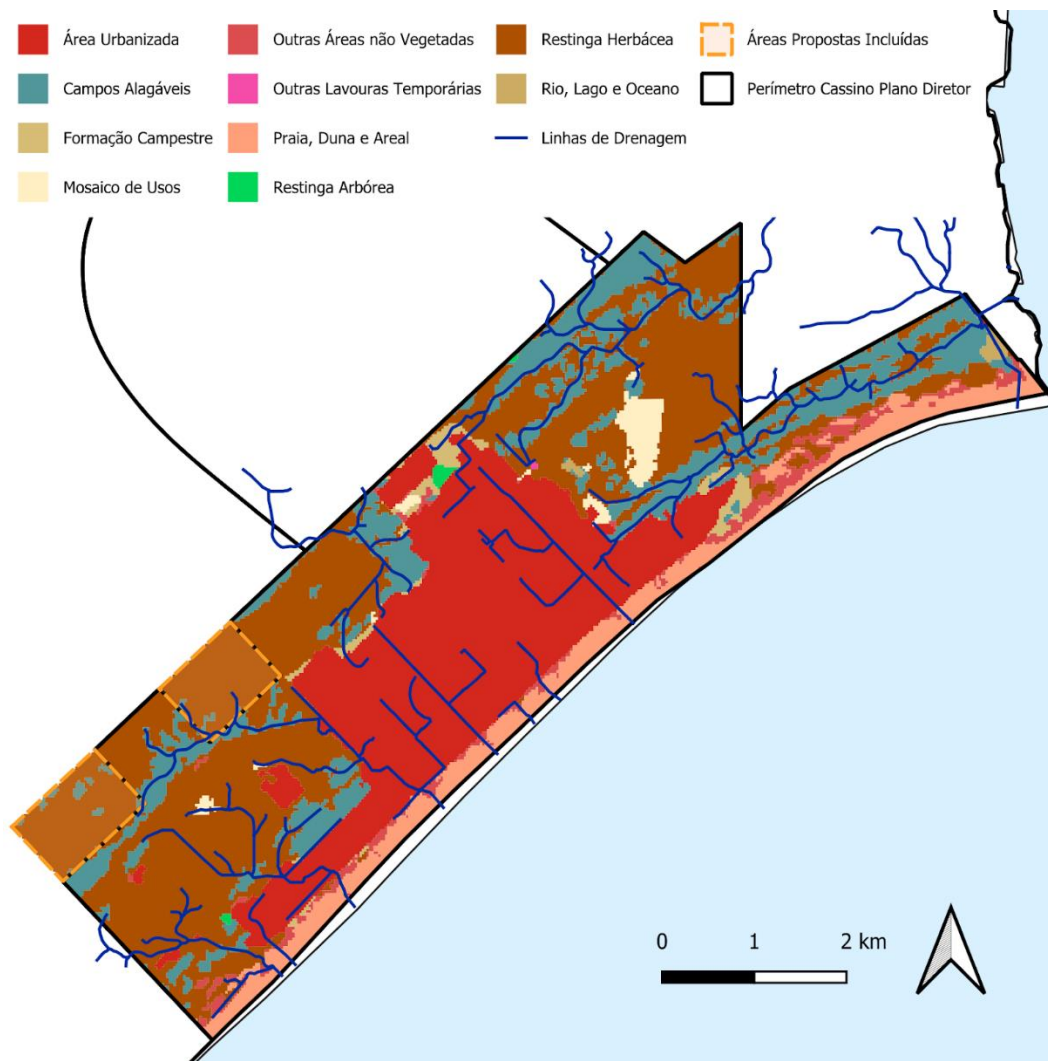 Área Urbanizada
Outras Áreas não Vegetadas
Restinga Herbácea
Áreas Propostas Incluídas
Campos Alagáveis
Outras Lavouras Temporárias
Rio, Lago e Oceano
Perímetro Cassino Plano Diretor
Formação Campestre
Praia, Duna e Areal
Linhas de Drenagem
Mosaico de Usos
Restinga Arbórea
0 1 2 km